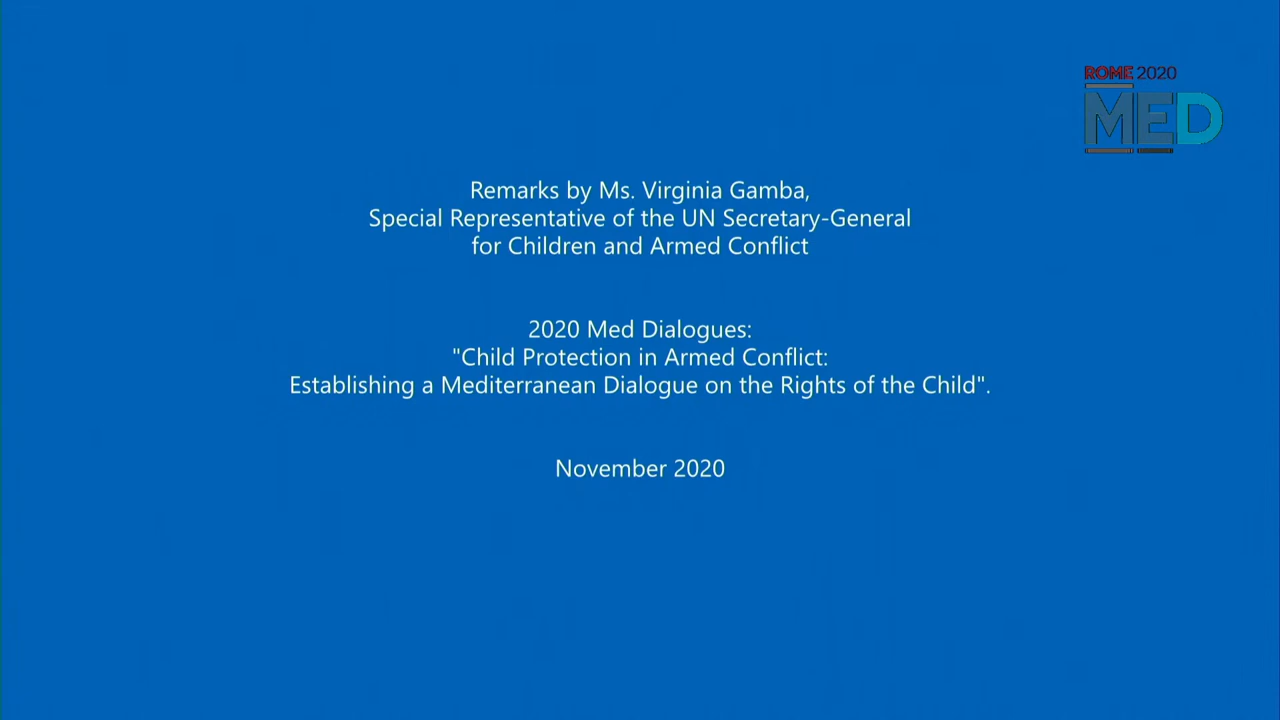 ROME 2020
MED
Remarks by Ms. Virginia Gamba,
Special Representative of the UN Secretary-General
for Children and Armed Conflict
2020 Med Dialogues:
"Child Protection in Armed Conflict:
Establishing a Mediterranean Dialogue on the Rights of the Child".
November 2020